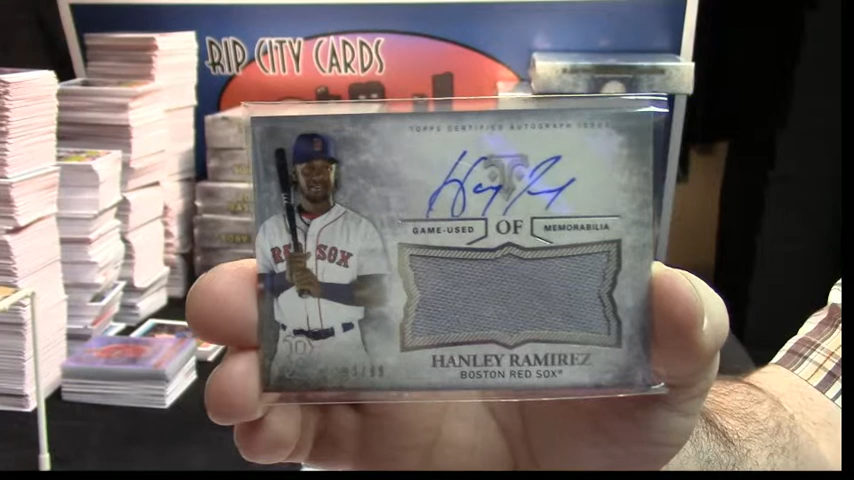 RIP CITY CARDS
TOPPS CERTIFIED AUTOGRAPH ISSUE
GAME-USED OF MEMORABILIA
RED SOX
HANLEY RAMIREZ
BOSTON RED SOX